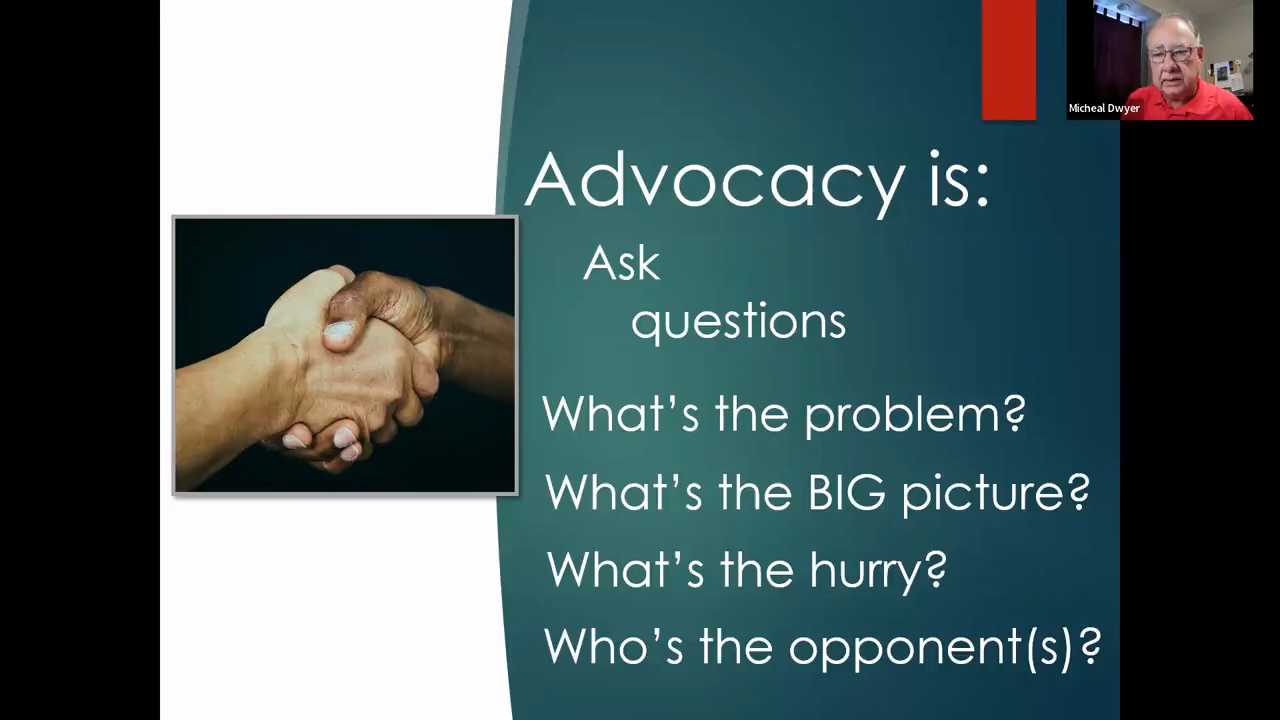 Micheal Dwyer
Advocacy is:
Ask
questions
What's the problem?
What's the BIG picture?
What's the hurry?
Who's the opponent(s)?